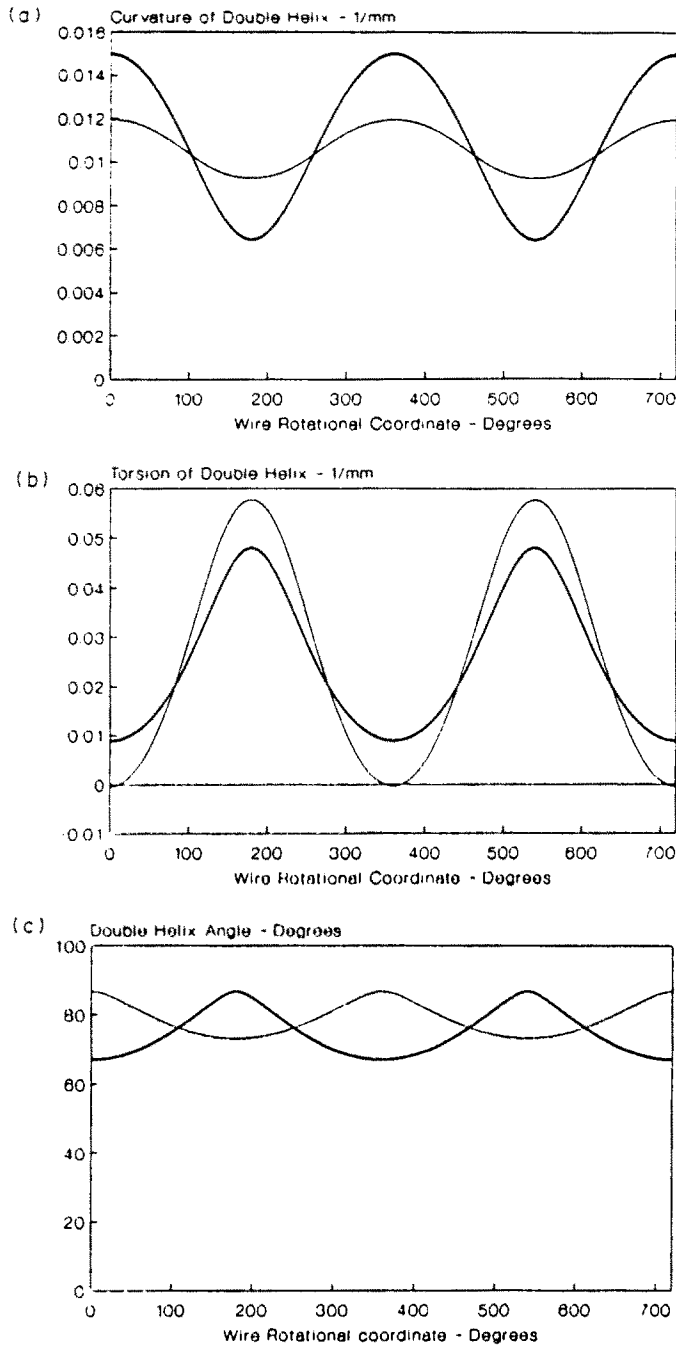 (a)
Curvature of Double Helix - 1/mm
0.016
0.014
0.012
0.01
0.008
0.006
0.004
0.002
0
0 100 200 300 400 500 600 700
Wire Rotational Coordinate - Degrees
(b)
Torsion of Double Helix - 1/mm
0.06
0.05
0.04
0.03
0.02
0.01
0
0.01
0 100 200 300 400 500 600 700
Wire Rotational Coordinate - Degrees
(c)
Double Helix Angle - Degrees
100
80
60
40
20
0
0 100 200 300 400 500 600 700
Wire Rotational coordinate - Degrees